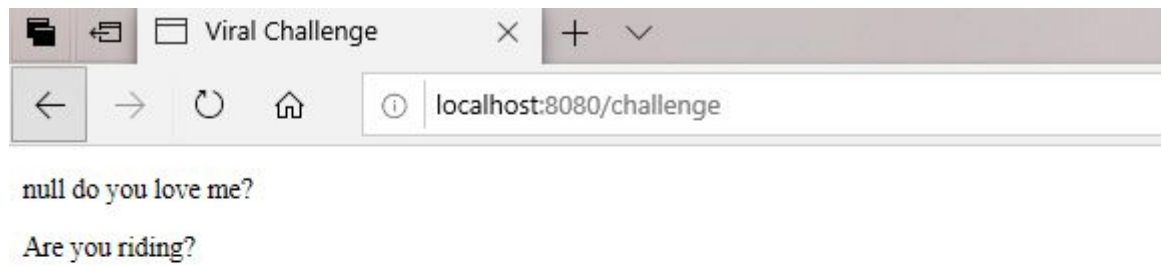 Viral Challenge
localhost:8080/challenge
null do you love me?
Are you riding?